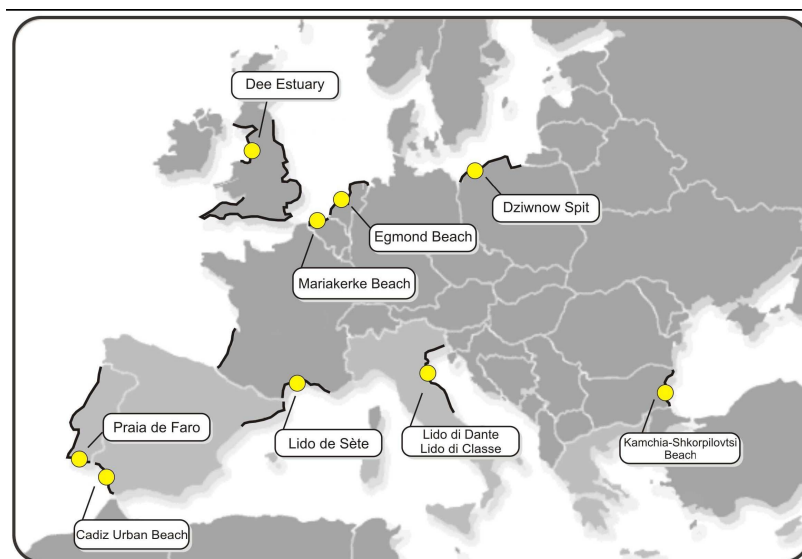 Dee Estuary
Dziwnow Spit
Egmond Beach
Mariakerke Beach
Praia de Faro
Lido de Sète
Lido di Dante
Lido di Classe
Kamchia-Shkorpilovtsi
Beach
Cadiz Urban Beach